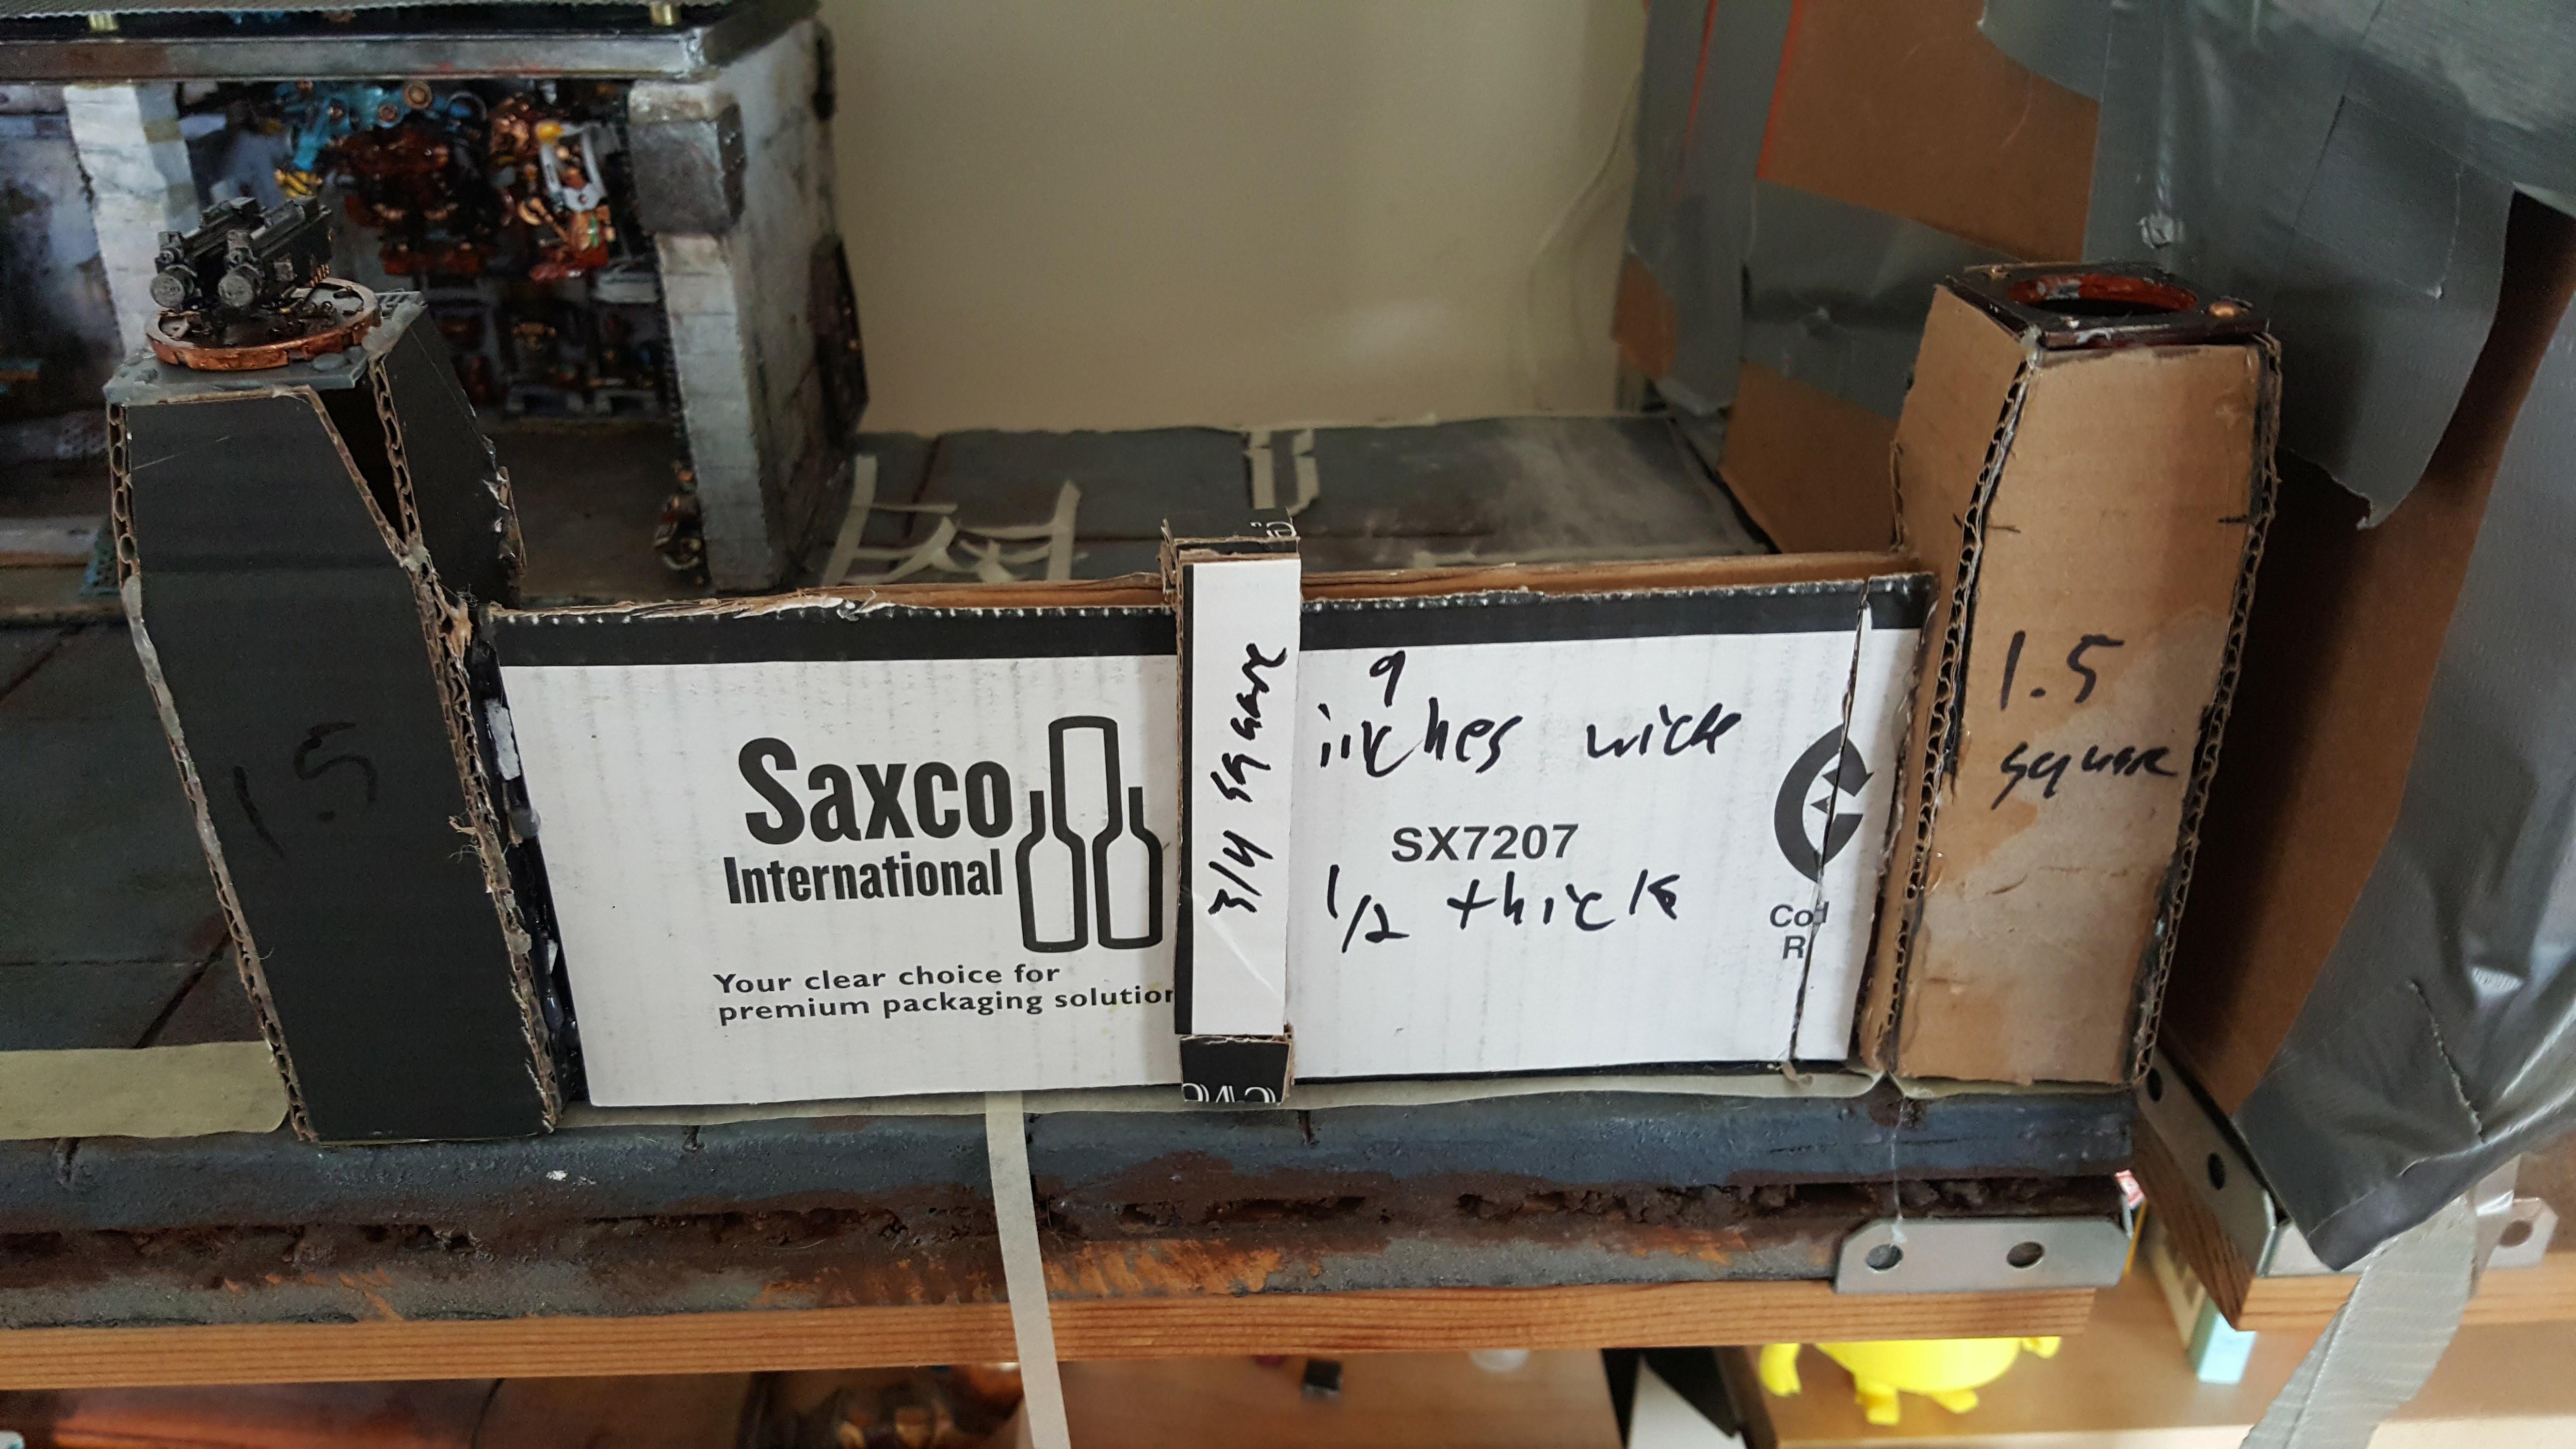 1.5
Saxco
International
Your clear choice for
premium packaging solution
3/4 square
9
inches wide
SX7207
1/2 thick
Co
R
1.5
square